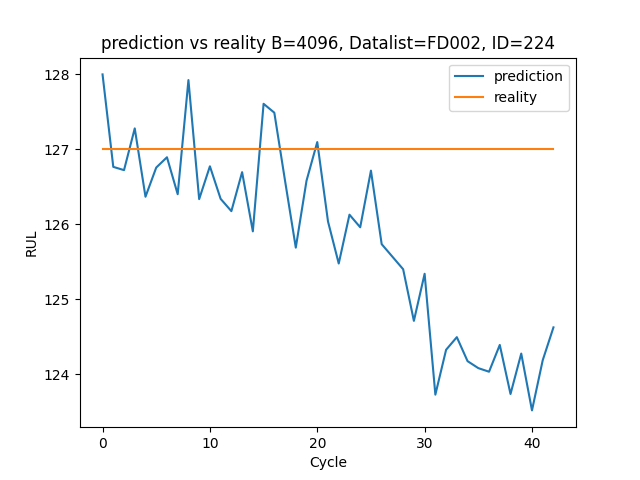 prediction vs reality B=4096, Datalist=FD002, ID=224
prediction
reality
128
127
126
125
124
RUL
0 10 20 30 40
Cycle